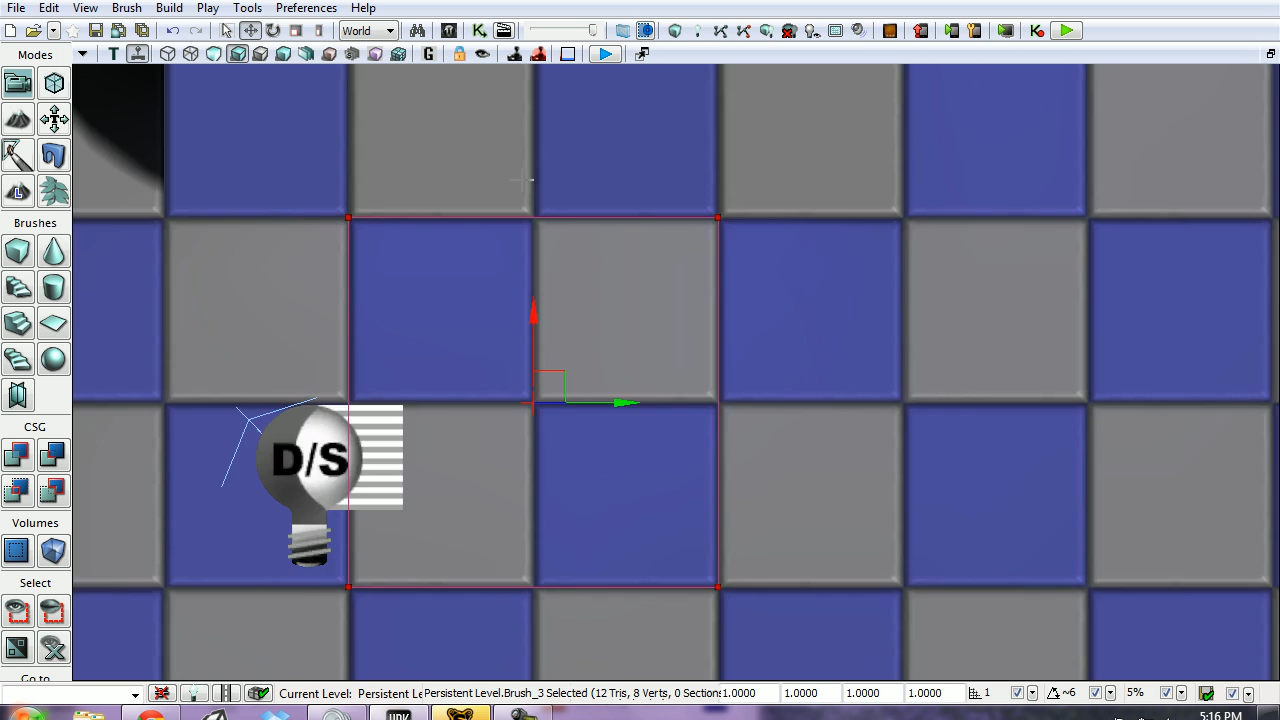 File Edit View Brush Build Play Tools Preferences Help
World
Modes
T
G
L
Brushes
CSG
Volumes
Select
Go to
D/S
Current Level: Persistent Le Persistent Level.Brush_3 Selected (12 Tris, 8 Verts, 0 Sections 1.0000 1.0000 1.0000 1.0000 1 ~6 5%
5:16 PM